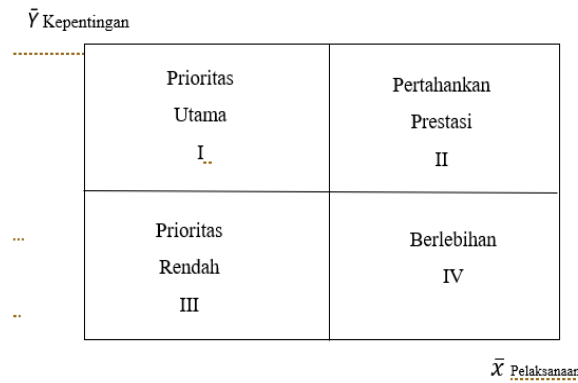 Ȳ Kepentingan
Prioritas
Utama
I
Pertahankan
Prestasi
II
Prioritas
Rendah
III
Berlebihan
IV
x̄ Pelaksanaan